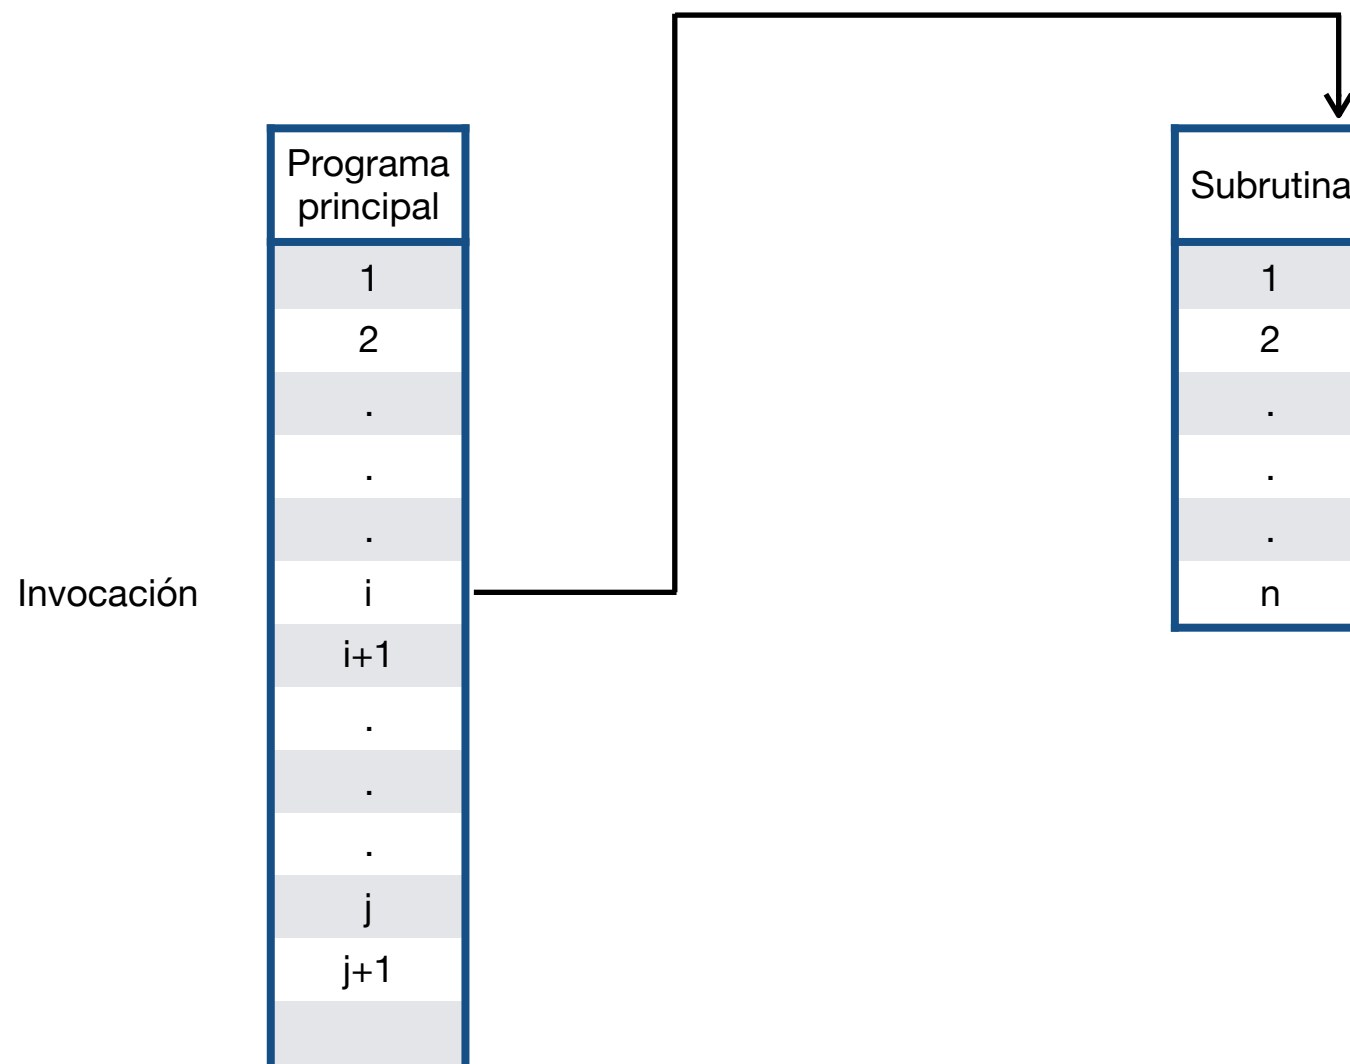 Programa
principal
1
2
.
.
.
i
i+1
.
.
.
j
j+1
Invocación
Subrutina
1
2
.
.
.
n